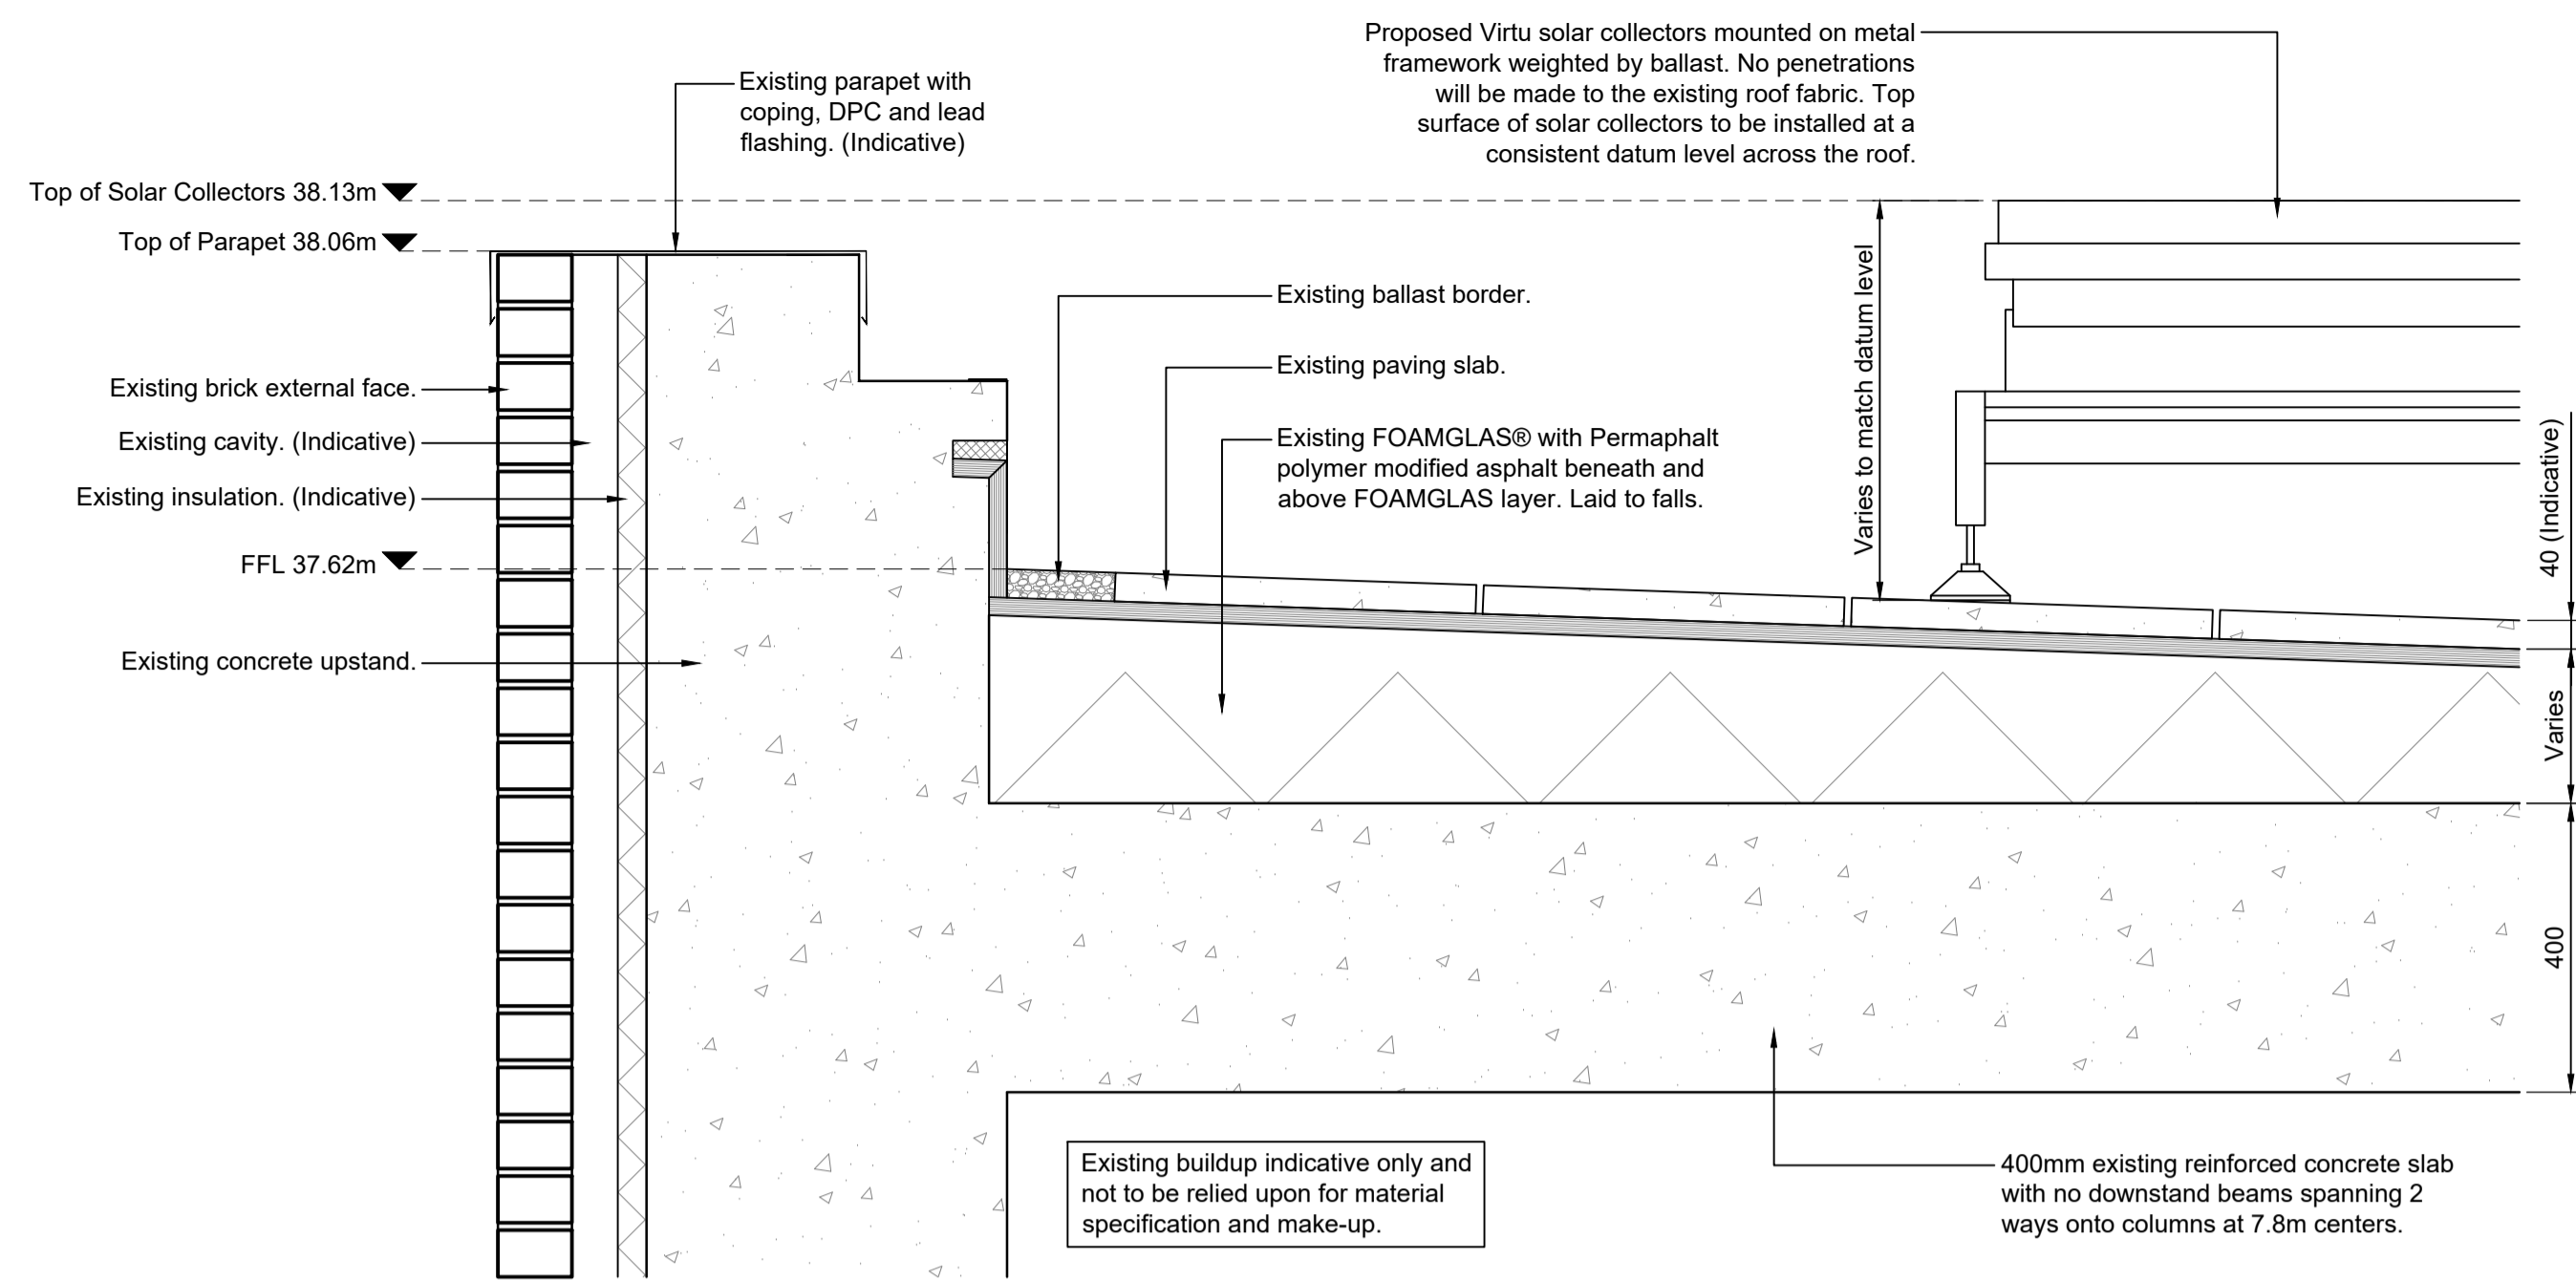 Proposed Virtu solar collectors mounted on metal
framework weighted by ballast. No penetrations
will be made to the existing roof fabric. Top
surface of solar collectors to be installed at a
consistent datum level across the roof.
Existing parapet with
coping, DPC and lead
flashing. (Indicative)
Top of Solar Collectors 38.13m
Top of Parapet 38.06m
Existing ballast border.
Existing paving slab.
Existing FOAMGLAS® with Permaphalt
polymer modified asphalt beneath and
above FOAMGLAS layer. Laid to falls.
Varies to match datum level
Existing brick external face.
Existing cavity. (Indicative)
Existing insulation. (Indicative)
FFL 37.62m
Existing concrete upstand.
40 (Indicative)
Varies
400
Existing buildup indicative only and
not to be relied upon for material
specification and make-up.
400mm existing reinforced concrete slab
with no downstand beams spanning 2
ways onto columns at 7.8m centers.